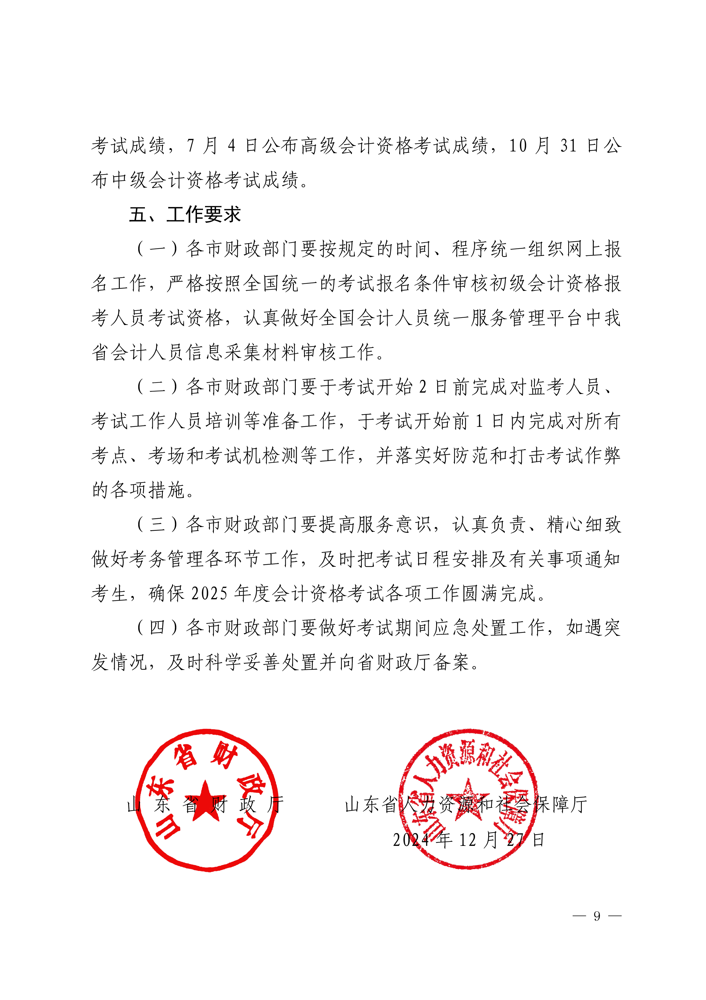 考试成绩，7 月 4 日公布高级会计资格考试成绩，10 月 31 日公
布中级会计资格考试成绩。
五、工作要求
（一）各市财政部门要按规定的时间、程序统一组织网上报
名工作，严格按照全国统一的考试报名条件审核初级会计资格报
考人员考试资格，认真做好全国会计人员统一服务管理平台中我
省会计人员信息采集材料审核工作。
（二）各市财政部门要于考试开始 2 日前完成对监考人员、
考试工作人员培训等准备工作，于考试开始前 1 日内完成对所有
考点、考场和考试机检测等工作，并落实好防范和打击考试作弊
的各项措施。
（三）各市财政部门要提高服务意识，认真负责、精心细致
做好考务管理各环节工作，及时把考试日程安排及有关事项通知
考生，确保 2025 年度会计资格考试各项工作圆满完成。
（四）各市财政部门要做好考试期间应急处置工作，如遇突
发情况，及时科学妥善处置并向省财政厅备案。
山东省财政厅
山东省人力资源和社会保障厅
山 东 省 财 政 厅
山东省人力资源和社会保障厅
2024 年 12 月 27 日
— 9 —